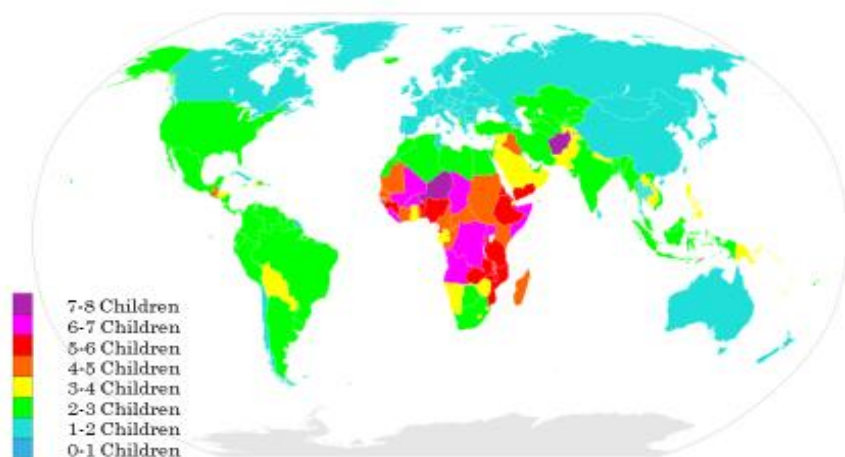 7-8 Children
6-7 Children
5-6 Children
4-5 Children
3-4 Children
2-3 Children
1-2 Children
0-1 Children